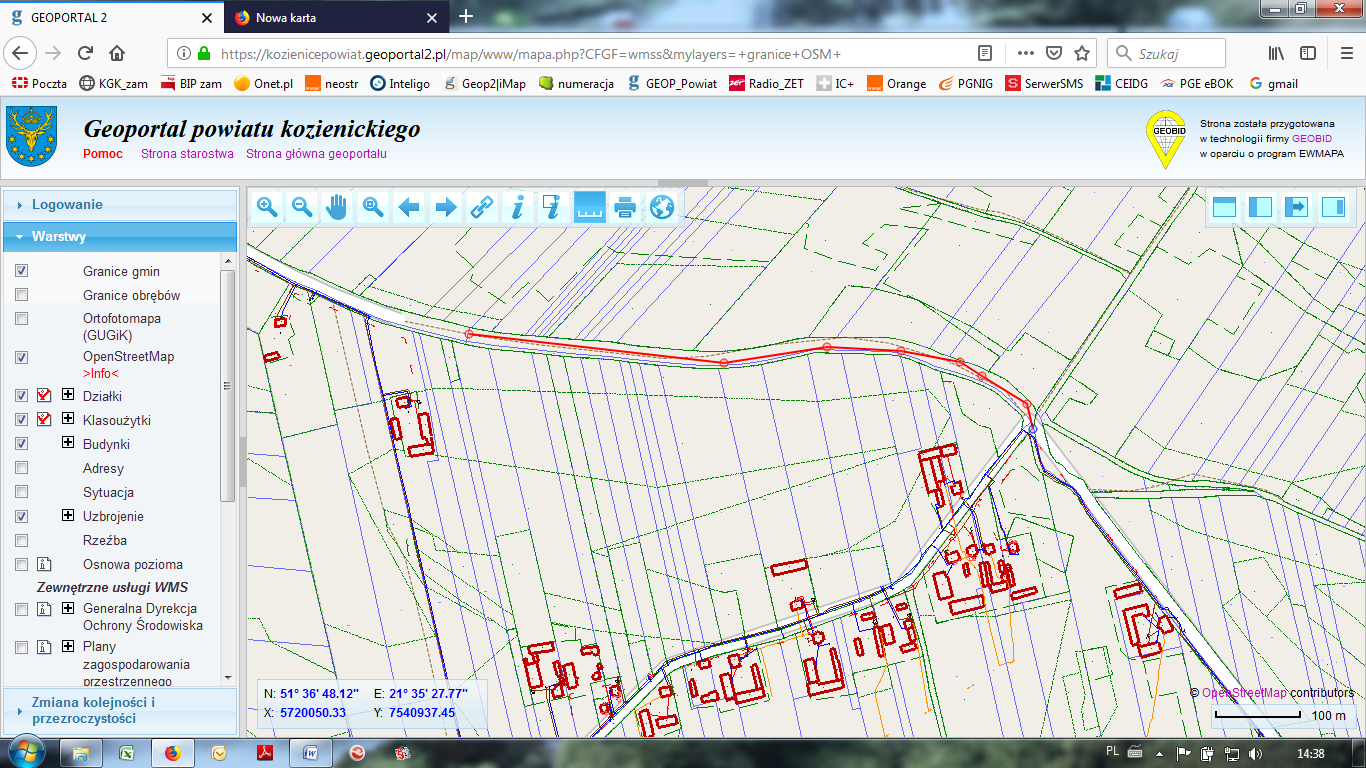 GEOPORTAL 2
Nowa karta
https://kozienicepowiat.geoportal2.pl/map/www/mapa.php?CFGF=wmss&mylayers=+granice+OSM+
Szukaj
Poczta KGK_zam BIP zam Onet.pl neostr Inteligo Geop2|iMap numeracja GEOP_Powiat Radio_ZET IC+ Orange PGNIG SerwerSMS CEIDG PGE eBOK gmail
Geoportal powiatu kozienickiego
Pomoc Strona starostwa Strona główna geoportalu
GEOBID
Strona została przygotowana
w technologii firmy GEOBID
w oparciu o program EWMAPA
Logowanie
Warstwy
Granice gmin
Granice obrębów
Ortofotomapa
(GUGiK)
OpenStreetMap
>Info<
Działki
Klasoużytki
Budynki
Adresy
Sytuacja
Uzbrojenie
Rzeźba
Osnowa pozioma
Zewnętrzne usługi WMS
Generalna Dyrekcja
Ochrony Środowiska
Plany
zagospodarowania
przestrzennego
Zmiana kolejności i
przezroczystości
N: 51° 36' 48.12" E: 21° 35' 27.77"
X: 5720050.33 Y: 7540937.45
© OpenStreetMap contributors
100 m
PL
14:38